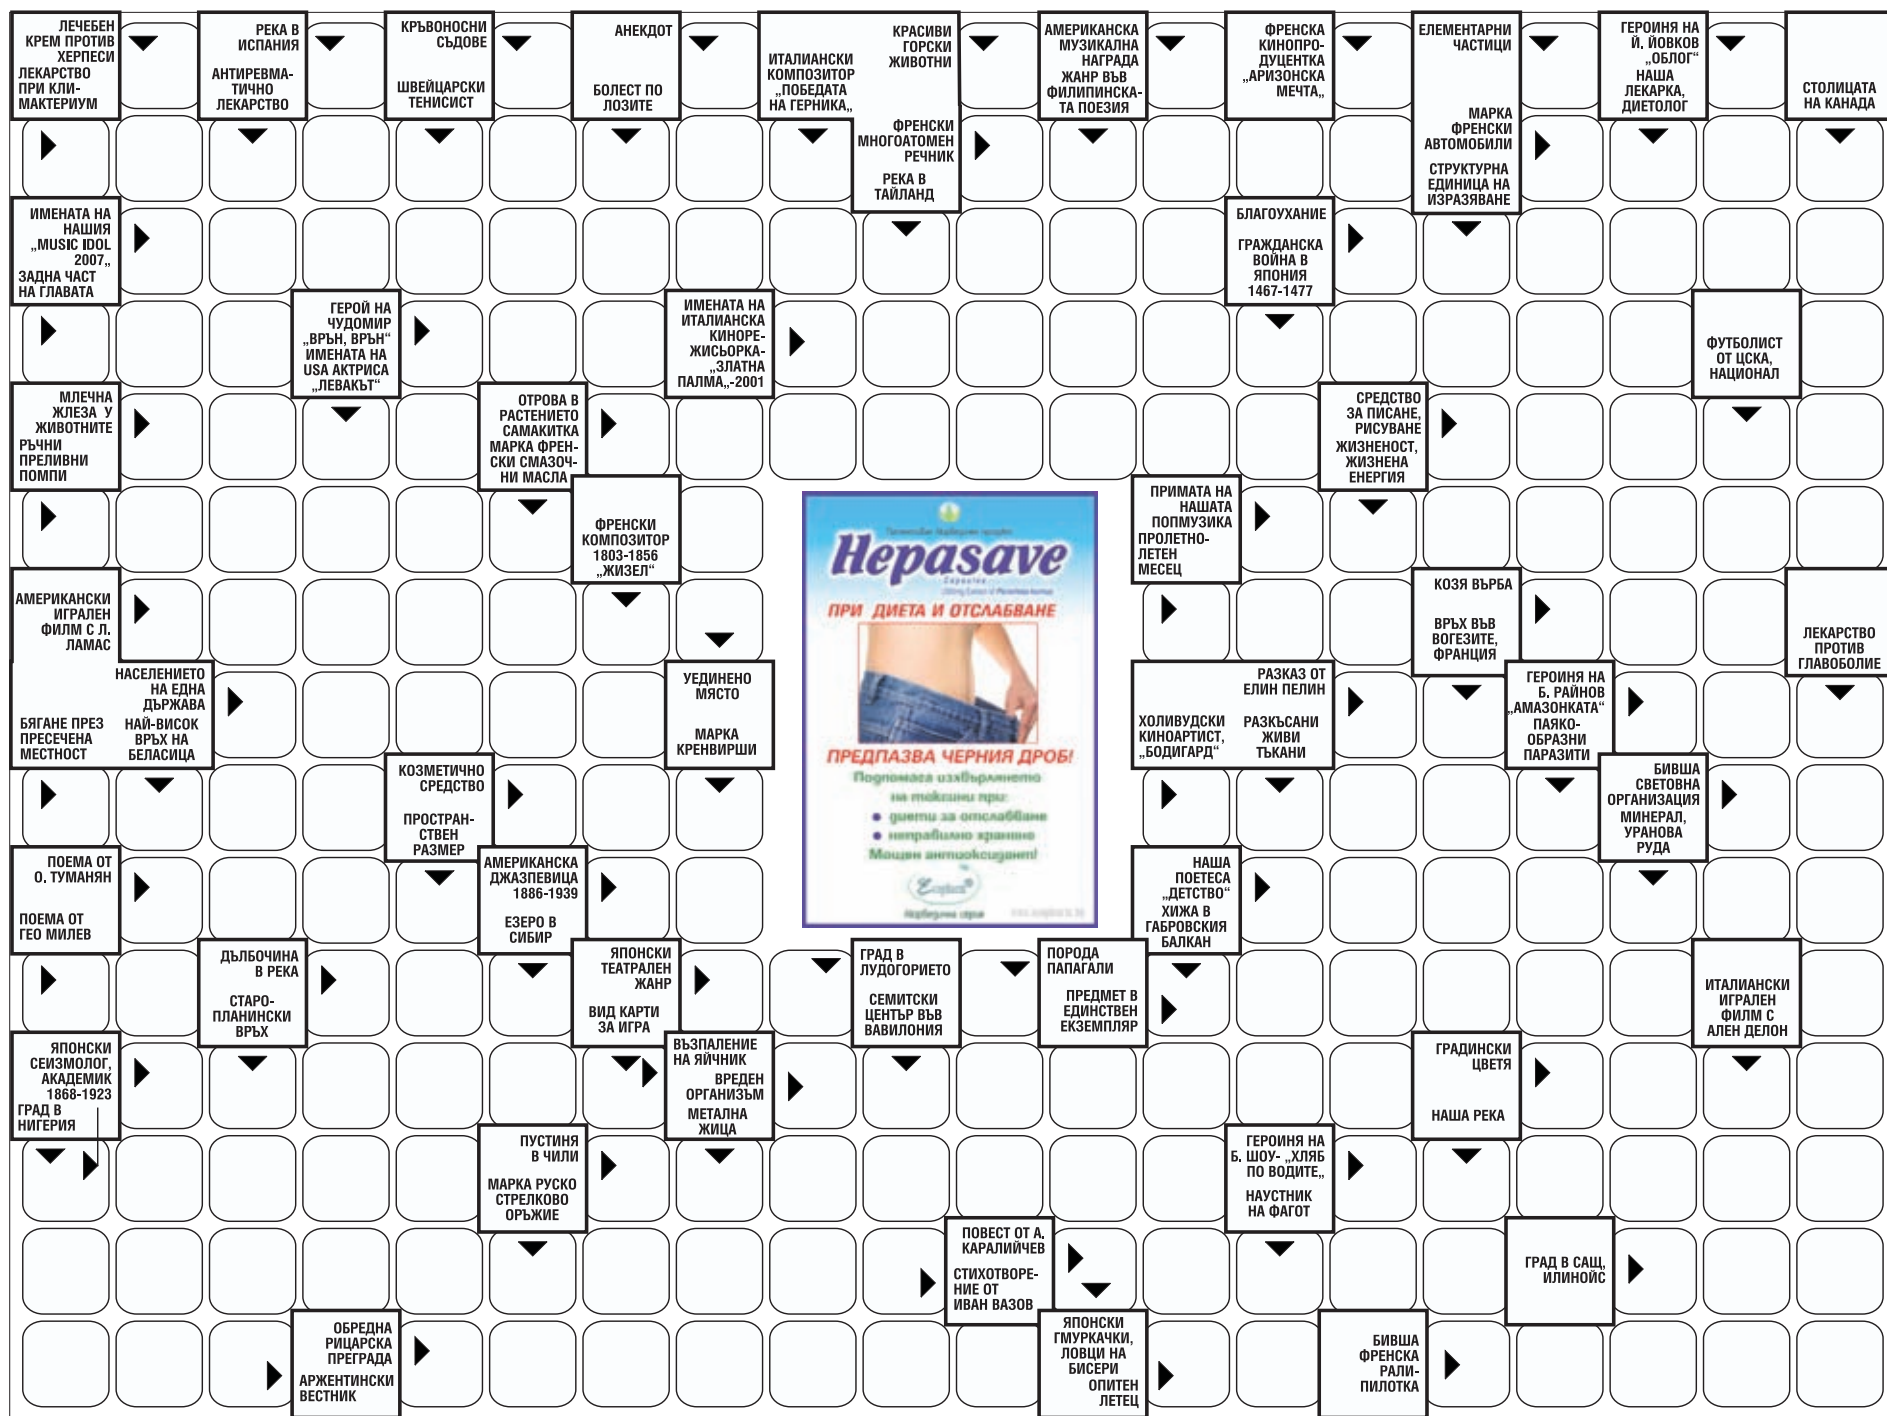 ЛЕЧЕБЕН
КРЕМ ПРОТИВ
ХЕРПЕСИ
ЛЕКАРСТВО
ПРИ КЛИ-
МАКТЕРИУМ
РЕКА В
ИСПАНИЯ
АНТИРЕВМА-
ТИЧНО
ЛЕКАРСТВО
КРЪВОНОСНИ
СЪДОВЕ
ШВЕЙЦАРСКИ
ТЕНИСИСТ
АНЕКДОТ
БОЛЕСТ ПО
ЛОЗИТЕ
ИТАЛИАНСКИ
КОМПОЗИТОР
„ПОБЕДАТА
НА ГЕРНИКА„
КРАСИВИ
ГОРСКИ
ЖИВОТНИ
ФРЕНСКИ
МНОГОАТОМЕН
РЕЧНИК
РЕКА В
ТАЙЛАНД
АМЕРИКАНСКА
МУЗИКАЛНА
НАГРАДА
ЖАНР ВЪВ
ФИЛИПИНСКА-
ТА ПОЕЗИЯ
ФРЕНСКА
КИНОПРО-
ДУЦЕНТКА
„АРИЗОНСКА
МЕЧТА„
ЕЛЕМЕНТАРНИ
ЧАСТИЦИ
МАРКА
ФРЕНСКИ
АВТОМОБИЛИ
СТРУКТУРНА
ЕДИНИЦА НА
ИЗРАЗЯВАНЕ
ГЕРОИНЯ НА
Й. ЙОВКОВ
„ОБЛОГ“
НАША
ЛЕКАРКА,
ДИЕТОЛОГ
СТОЛИЦАТА
НА КАНАДА
ИМЕНАТА НА
НАШИЯ
„MUSIC IDOL
2007„
ЗАДНА ЧАСТ
НА ГЛАВАТА
БЛАГОУХАНИЕ
ГРАЖДАНСКА
ВОЙНА В
ЯПОНИЯ
1467-1477
ГЕРОЙ НА
ЧУДОМИР
„ВРЪН, ВРЪН“
ИМЕНАТА НА
USA АКТРИСА
„ЛЕВАКЪТ“
ИМЕНАТА НА
ИТАЛИАНСКА
КИНОРЕ-
ЖИСЬОРКА-
„ЗЛАТНА
ПАЛМА„-2001
ФУТБОЛИСТ
ОТ ЦСКА,
НАЦИОНАЛ
МЛЕЧНА
ЖЛЕЗА У
ЖИВОТНИТЕ
РЪЧНИ
ПРЕЛИВНИ
ПОМПИ
ОТРОВА В
РАСТЕНИЕТО
САМАКИТКА
МАРКА ФРЕН-
СКИ СМАЗОЧ-
НИ МАСЛА
СРЕДСТВО
ЗА ПИСАНЕ,
РИСУВАНЕ
ЖИЗНЕНОСТ,
ЖИЗНЕНА
ЕНЕРГИЯ
ФРЕНСКИ
КОМПОЗИТОР
1803-1856
„ЖИЗЕЛ“
Hepasave
ПРИ ДИЕТА И ОТСЛАБВАНЕ
ПРЕДПАЗВА ЧЕРНИЯ ДРОБ!
Подпомага изхвърлянето
на токсини при:
диети за отслабване
неправилно хранене
Мощен антиоксидант!
ПРИМАТА НА
НАШАТА
ПОПМУЗИКА
ПРОЛЕТНО-
ЛЕТЕН
МЕСЕЦ
АМЕРИКАНСКИ
ИГРАЛЕН
ФИЛМ С Л.
ЛАМАС
КОЗЯ ВЪРБА
ВРЪХ ВЪВ
ВОГЕЗИТЕ,
ФРАНЦИЯ
ЛЕКАРСТВО
ПРОТИВ
ГЛАВОБОЛИЕ
НАСЕЛЕНИЕТО
НА ЕДНА
ДЪРЖАВА
БЯГАНЕ ПРЕЗ
ПРЕСЕЧЕНА
МЕСТНОСТ
НАЙ-ВИСОК
ВРЪХ НА
БЕЛАСИЦА
УЕДИНЕНО
МЯСТО
МАРКА
КРЕНВИРШИ
РАЗКАЗ ОТ
ЕЛИН ПЕЛИН
ХОЛИВУДСКИ
КИНОАРТИСТ,
„БОДИГАРД“
РАЗКЪСАНИ
ЖИВИ
ТЪКАНИ
ГЕРОИНЯ НА
Б. РАЙНОВ
„АМАЗОНКАТА“
ПАЯКО-
ОБРАЗНИ
ПАРАЗИТИ
КОЗМЕТИЧНО
СРЕДСТВО
ПРОСТРАН-
СТВЕН
РАЗМЕР
БИВША
СВЕТОВНА
ОРГАНИЗАЦИЯ
МИНЕРАЛ,
УРАНОВА
РУДА
ПОЕМА ОТ
О. ТУМАНЯН
ПОЕМА ОТ
ГЕО МИЛЕВ
АМЕРИКАНСКА
ДЖАЗПЕВИЦА
1886-1939
ЕЗЕРО В
СИБИР
НАША
ПОЕТЕСА
„ДЕТСТВО“
ХИЖА В
ГАБРОВСКИЯ
БАЛКАН
ДЪЛБОЧИНА
В РЕКА
СТАРО-
ПЛАНИНСКИ
ВРЪХ
ЯПОНСКИ
ТЕАТРАЛЕН
ЖАНР
ВИД КАРТИ
ЗА ИГРА
ГРАД В
ЛУДОГОРИЕТО
СЕМИТСКИ
ЦЕНТЪР ВЪВ
ВАВИЛОНИЯ
ПОРОДА
ПАПАГАЛИ
ПРЕДМЕТ В
ЕДИНСТВЕН
ЕКЗЕМПЛЯР
ИТАЛИАНСКИ
ИГРАЛЕН
ФИЛМ С
АЛЕН ДЕЛОН
ЯПОНСКИ
СЕИЗМОЛОГ,
АКАДЕМИК
1868-1923
ГРАД В
НИГЕРИЯ
ВЪЗПАЛЕНИЕ
НА ЯЙЧНИК
ВРЕДЕН
ОРГАНИЗЪМ
МЕТАЛНА
ЖИЦА
ГРАДИНСКИ
ЦВЕТЯ
НАША РЕКА
ПУСТИНЯ
В ЧИЛИ
МАРКА РУСКО
СТРЕЛКОВО
ОРЪЖИЕ
ГЕРОИНЯ НА
Б. ШОУ- „ХЛЯБ
ПО ВОДИТЕ„
НАУСТНИК
НА ФАГОТ
ПОВЕСТ ОТ А.
КАРАЛИЙЧЕВ
СТИХОТВОРЕ-
НИЕ ОТ
ИВАН ВАЗОВ
ГРАД В САЩ,
ИЛИНОЙС
ОБРЕДНА
РИЦАРСКА
ПРЕГРАДА
АРЖЕНТИНСКИ
ВЕСТНИК
ЯПОНСКИ
ГМУРКАЧКИ,
ЛОВЦИ НА
БИСЕРИ
ОПИТЕН
ЛЕТЕЦ
БИВША
ФРЕНСКА
РАЛИ-
ПИЛОТКА